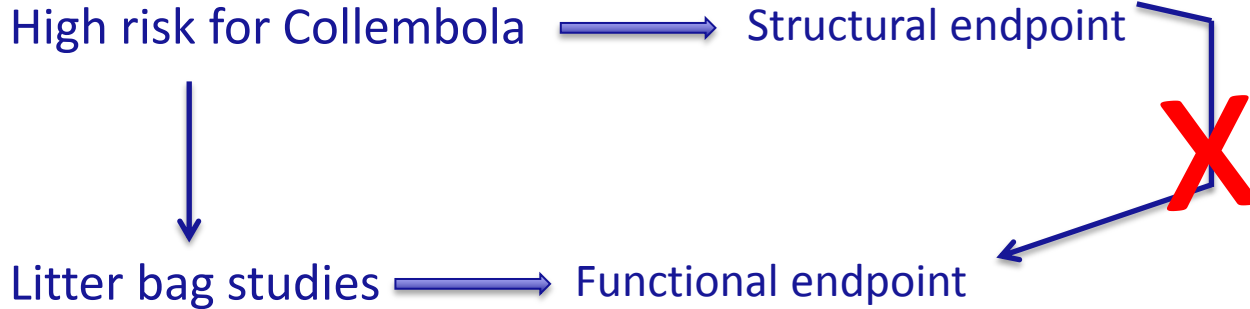 High risk for Collembola
Structural endpoint
X
Litter bag studies
Functional endpoint